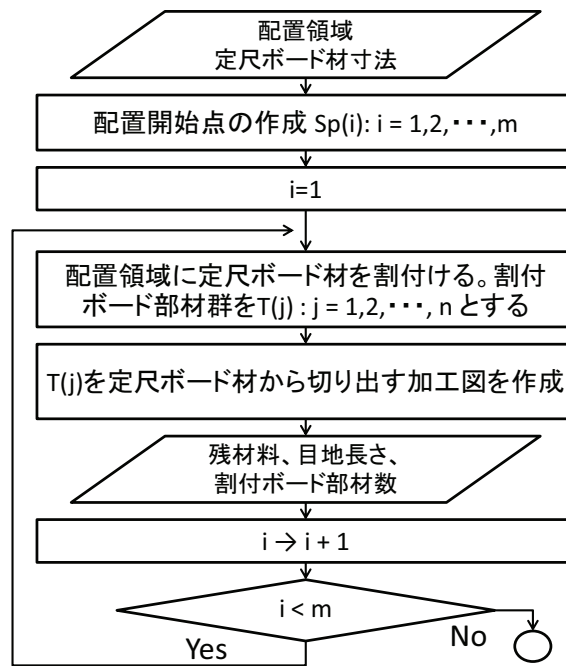 配置領域
定尺ボード材寸法
配置開始点の作成 Sp(i): i = 1,2,・・・,m
i=1
配置領域に定尺ボード材を割付ける。割付
ボード部材群をT(j) : j = 1,2,・・・, n とする
T(j)を定尺ボード材から切り出す加工図を作成
残材料、目地長さ、
割付ボード部材数
i → i + 1
i < m
Yes
No